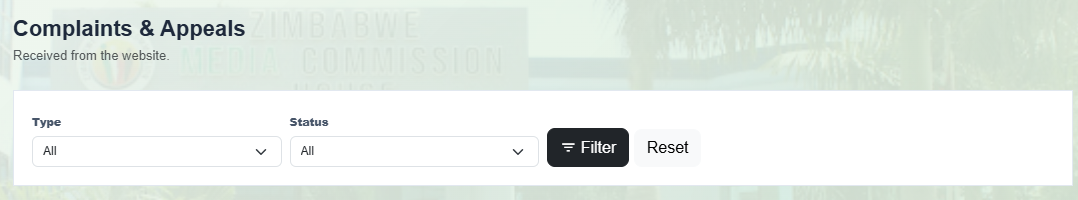 Complaints & Appeals
Received from the website.
ZIMBABWE
MEDIA COMMISSION
Type
Status
All
All
Filter
Reset